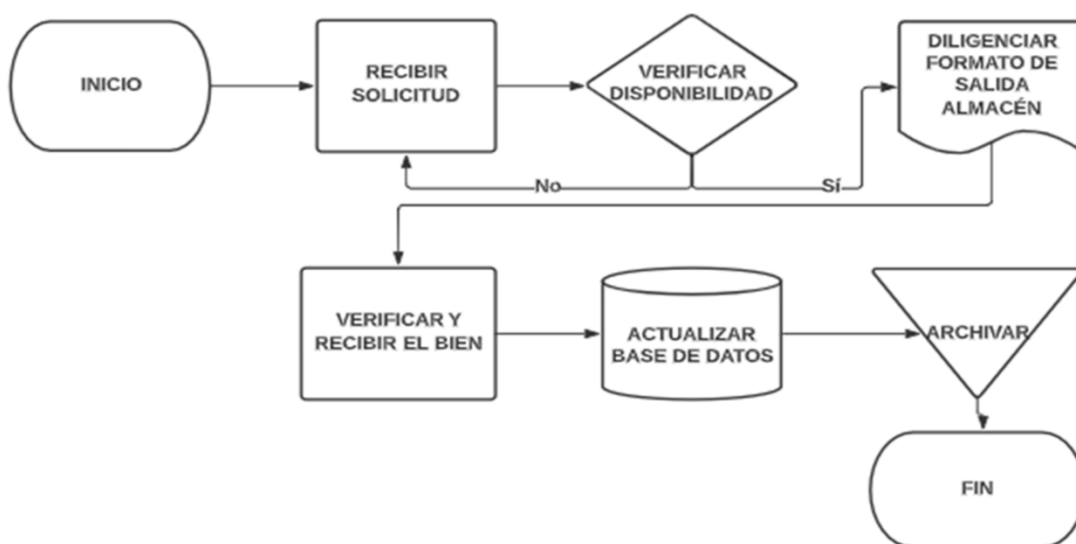 INICIO
RECIBIR
SOLICITUD
VERIFICAR
DISPONIBILIDAD
DILIGENCIAR
FORMATO DE
SALIDA
ALMACÉN
No
Sí
VERIFICAR Y
RECIBIR EL BIEN
ACTUALIZAR
BASE DE DATOS
ARCHIVAR
FIN